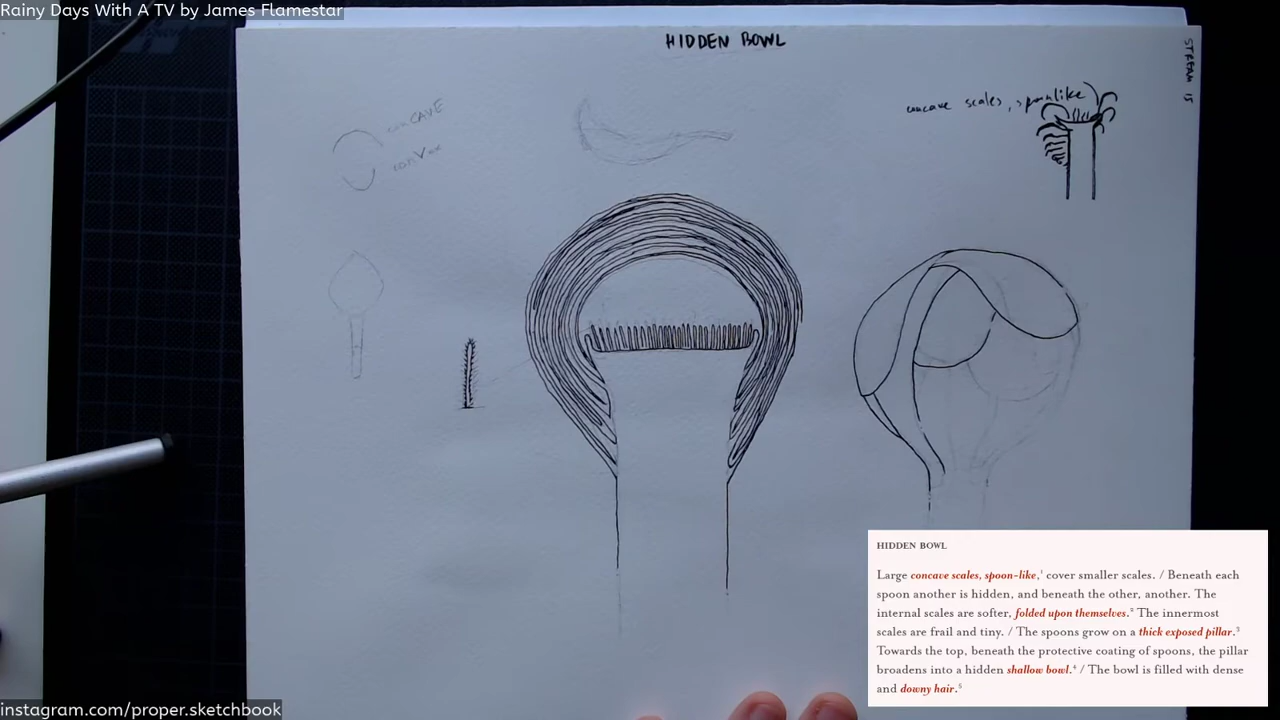 Rainy Days With A TV by James Flamestar
HIDDEN BOWL
STREAM 15
concave scales, spoonlike
conCAVE
conVex
HIDDEN BOWL
Large concave scales, spoon-like,¹ cover smaller scales. / Beneath each
spoon another is hidden, and beneath the other, another. The
internal scales are softer, folded upon themselves.² The innermost
scales are frail and tiny. / The spoons grow on a thick exposed pillar.³
Towards the top, beneath the protective coating of spoons, the pillar
broadens into a hidden shallow bowl.⁴ / The bowl is filled with dense
and downy hair.⁵
instagram.com/proper.sketchbook